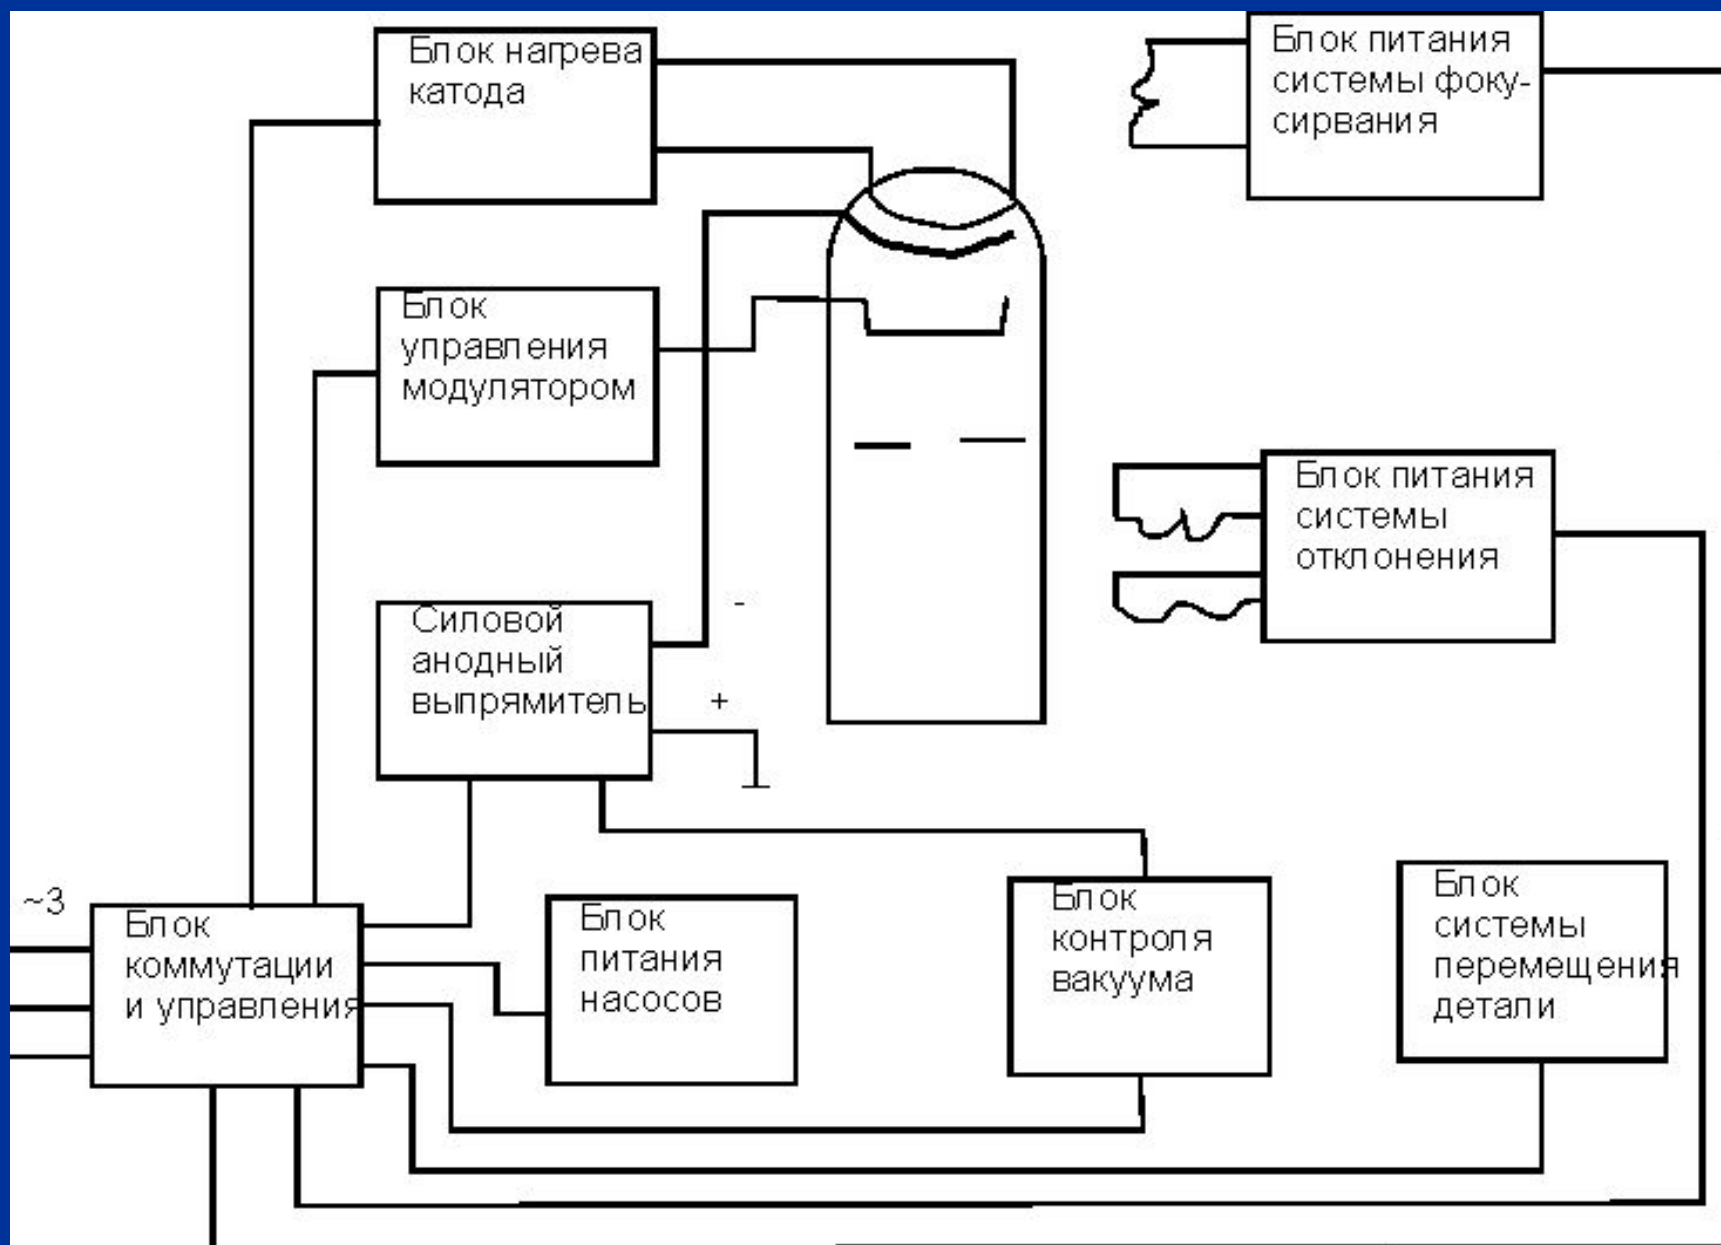 Блок нагрева
катода
Блок питания
системы фоку-
сирвания
Блок
управления
модулятором
Блок питания
системы
отклонения
Силовой
анодный
выпрямитель
-
+
~3
Блок
коммутации
и управления
Блок
питания
насосов
Блок
контроля
вакуума
Блок
системы
перемещения
детали